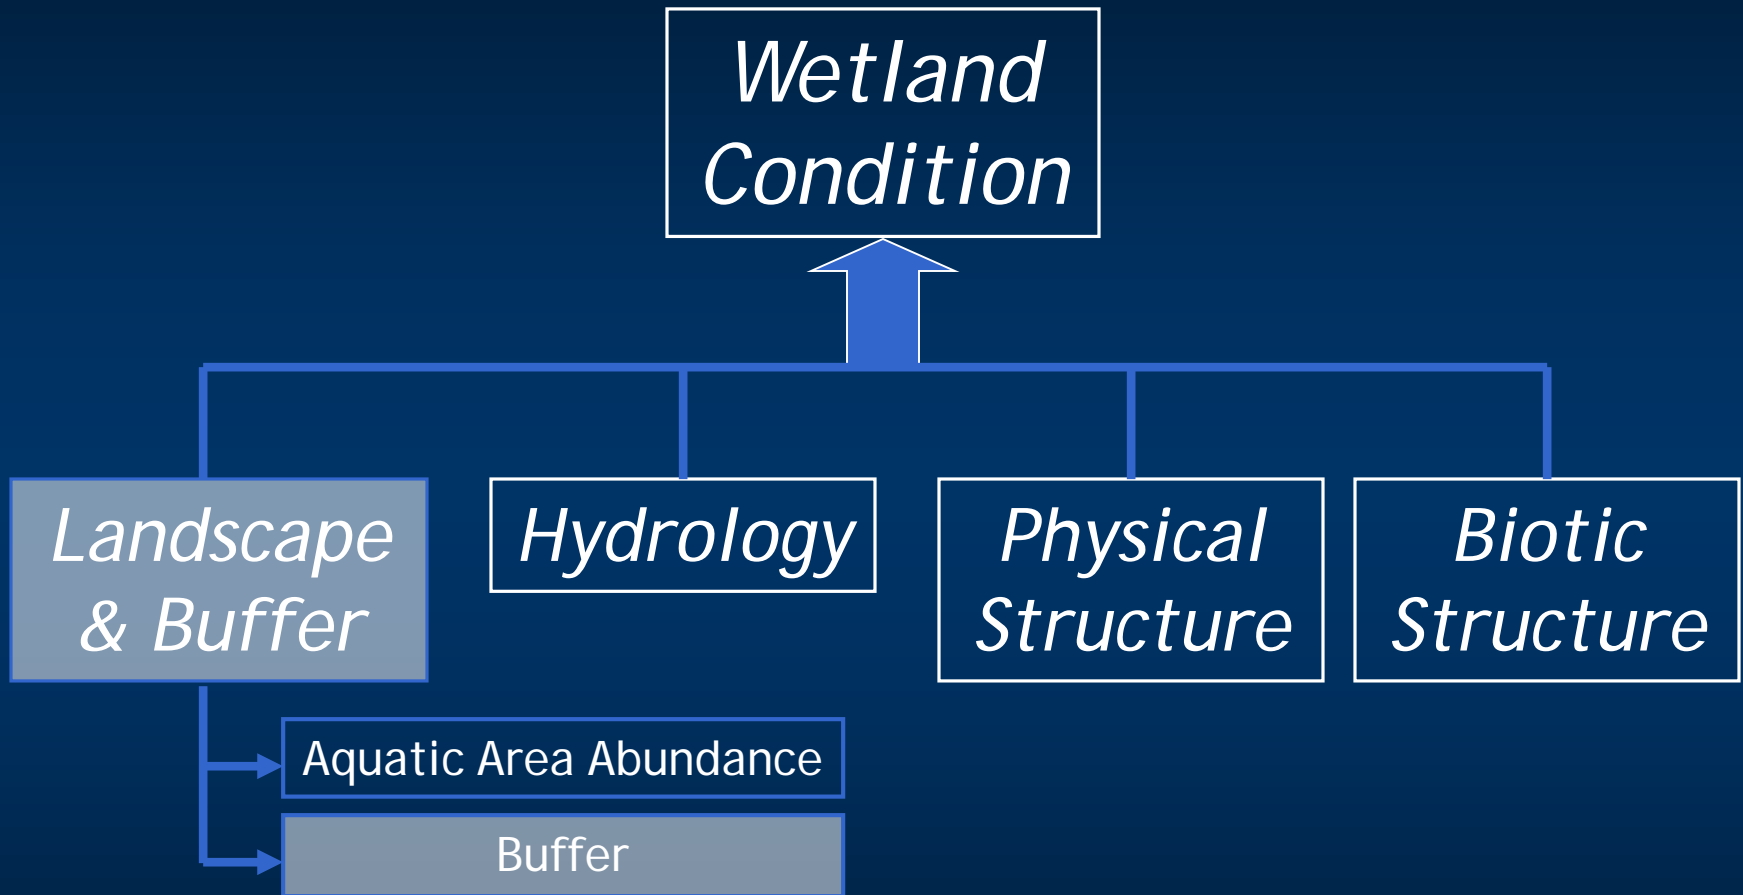 Wetland
Condition
Landscape
& Buffer
Hydrology
Physical
Structure
Biotic
Structure
Aquatic Area Abundance
Buffer